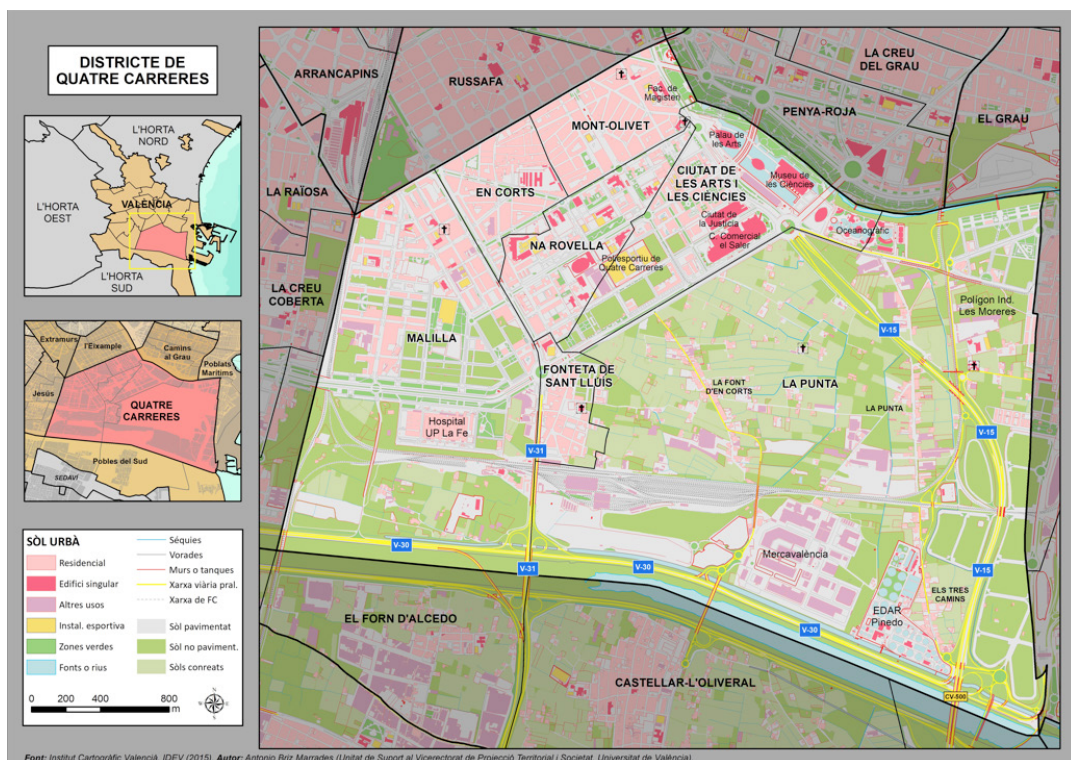 DISTRICTE DE
QUATRE CARRERES
L'HORTA
NORD
L'HORTA
OEST
VALÈNCIA
L'HORTA
SUD
Extramurs
l'Eixample
Camins
al Grau
Poblats
Marítims
Jesús
QUATRE
CARRERES
Pobles del Sud
SEDAVÍ
SÒL URBÀ
Residencial
Edifici singular
Altres usos
Instal. esportiva
Zones verdes
Fonts o rius
Séquies
Vorades
Murs o tanques
Xarxa viària pral.
Xarxa de FC
Sòl pavimentat
Sòl no paviment.
Sòls conreats
0 200 400 800
m
N
S
ARRANCAPINS
RUSSAFA
LA CREU
DEL GRAU
PENYA-ROJA
EL GRAU
LA RAÏOSA
Fac. de
Magisteri
MONT-OLIVET
Palau de
les Arts
EN CORTS
CIUTAT DE
LES ARTS I
LES CIÈNCIES
Museu de
les Ciències
Ciutat de
la Justícia
C. Comercial
el Saler
Oceanogràfic
NA ROVELLA
Poliesportiu de
Quatre Carreres
LA CREU
COBERTA
MALILLA
FONTETA DE
SANT LLUÍS
Polígon Ind.
Les Moreres
V-15
LA FONT
D'EN CORTS
LA PUNTA
LA PUNTA
V-15
Hospital
UP La Fe
V-31
V-30
V-31
V-30
Mercavalència
V-15
ELS TRES
CAMINS
EDAR
Pinedo
V-30
EL FORN D'ALCEDO
CASTELLAR-L'OLIVERAL
CV-500
Font: Institut Cartogràfic Valencià, IDEV (2015). Autor: Antonio Briz Marrades (Unitat de Suport al Vicerectorat de Projecció Territorial i Societat. Universitat de València)